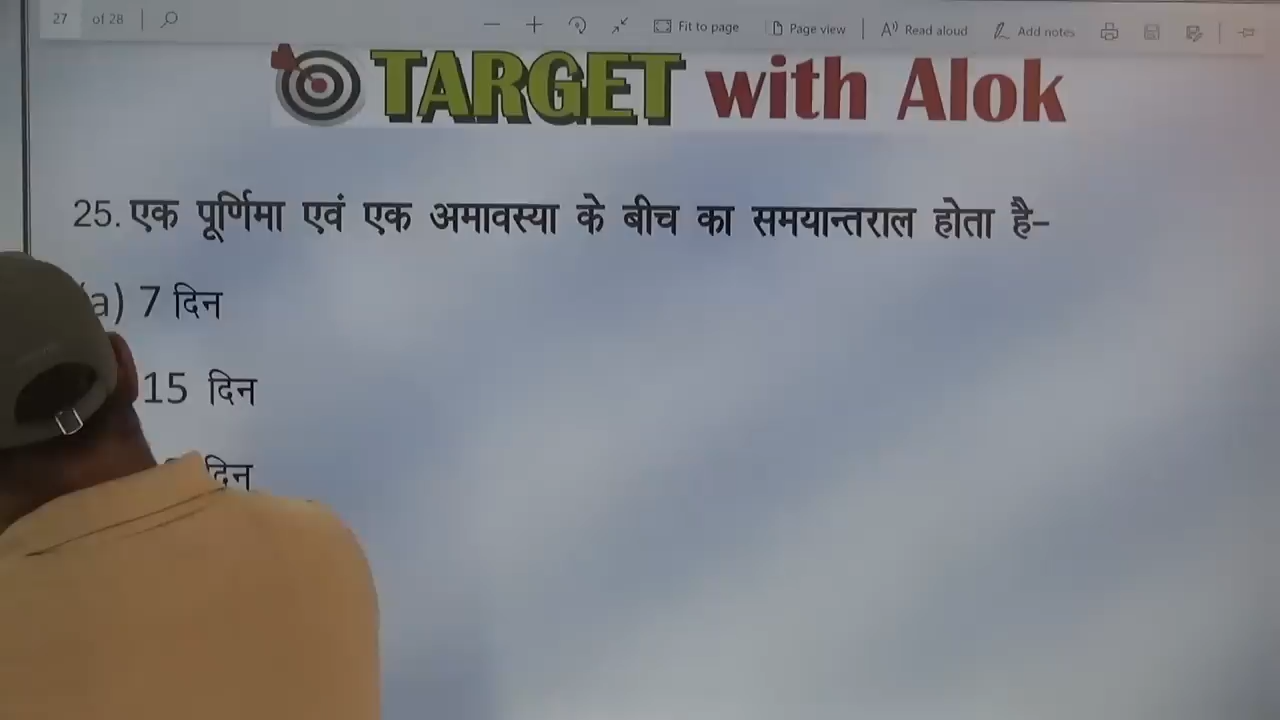 27 of 28 Fit to page Page view Read aloud Add notes
TARGET with Alok
25. एक पूर्णिमा एवं एक अमावस्या के बीच का समयान्तराल होता है–
a) 7 दिन
15 दिन
दिन